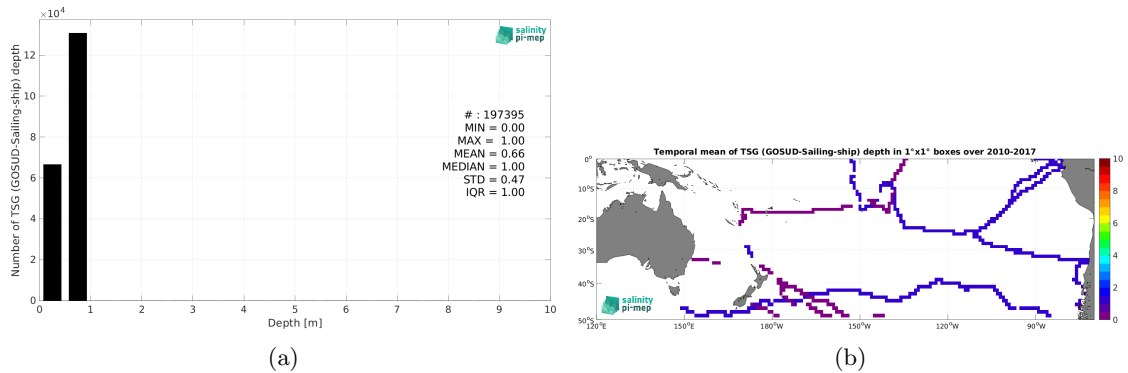 ×10⁴
12
10
8
6
4
2
0
Number of TSG (GOSUD-Sailing-ship) depth
0 1 2 3 4 5 6 7 8 9 10
Depth [m]
salinity
pi-mep
# : 197395
MIN = 0.00
MAX = 1.00
MEAN = 0.66
MEDIAN = 1.00
STD = 0.47
IQR = 1.00
(a)
Temporal mean of TSG (GOSUD-Sailing-ship) depth in 1°x1° boxes over 2010-2017
0°
10°S
20°S
30°S
40°S
50°S
120°W 150°W 180°W 150°W 120°W 90°W
10
8
6
4
2
0
salinity
pi-mep
(b)